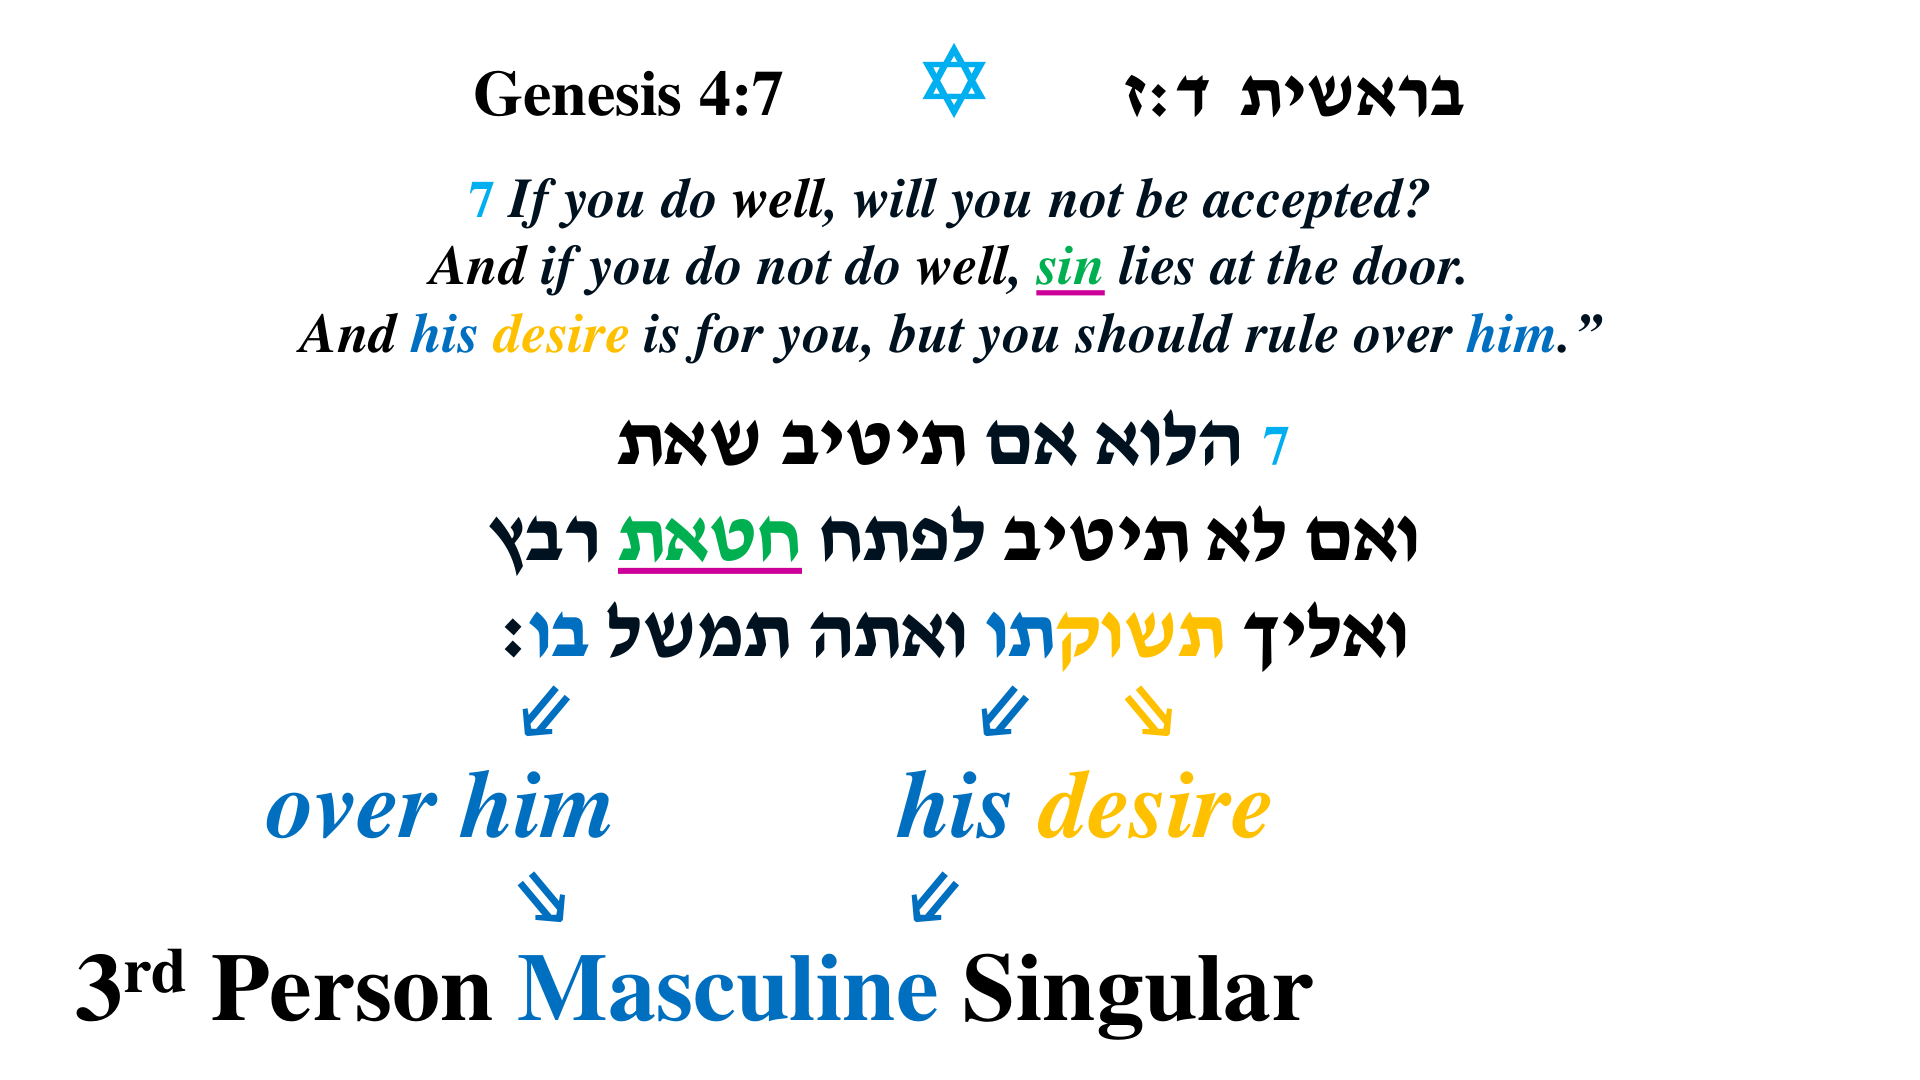 Genesis 4:7 ✡ בראשית ד:ז
7 If you do well, will you not be accepted?
And if you do not do well, sin lies at the door.
And his desire is for you, but you should rule over him.”
7 הלוא אם תיטיב שאת
ואם לא תיטיב לפתח חטאת רבץ
ואליך תשוקתו ואתה תמשל בו:
⇙ ⇙ ⇘
over him his desire
⇘ ⇙
3rd Person Masculine Singular